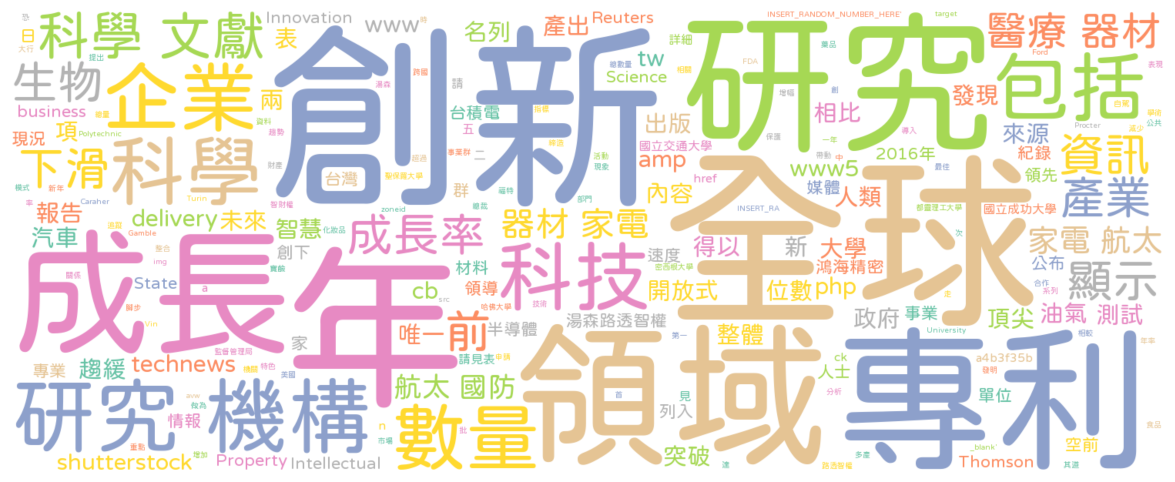 創新
研究
全球
領域
專利
成長
年
研究 機構
科學 文獻
企業
生物
科學
下滑
business
現況
項
日
表
兩
Innovation
www
名列
產出
Reuters
tw
Science
台積電
詳細
請
五
二
群
台灣
出版
國立交通大學
amp
href
內容
INSERT_RANDOM_NUMBER_HERE
target
醫療 器材
包括
發現
相比
來源
紀錄
資訊
領先
產業
2016年
www5
媒體
人類
國立成功大學
家電 航太
公布
顯示
油氣 測試
INSERT_RA
報告
汽車
delivery
未來
智慧
化妝品
zoneid
成長率
器材 家電
科技
速度
得以
新
大學
鴻海精密
創下
State
cb
src
材料
領導
開放式
位數
php
政府
事業
頂尖
University
唯一
前
半導體
湯森路透智權
整體
家
technews
趨緩
專業
請見表
航太 國防
列入
見
首
ck
人士
a4b3f35b
單位
數量
情報
n
市場
shutterstock
Property
Intellectual
突破
Thomson
空前
_blank
Polytechnic
Caraher
Turin
Gamble
img
a
Vin
Procter
Ford
FDA